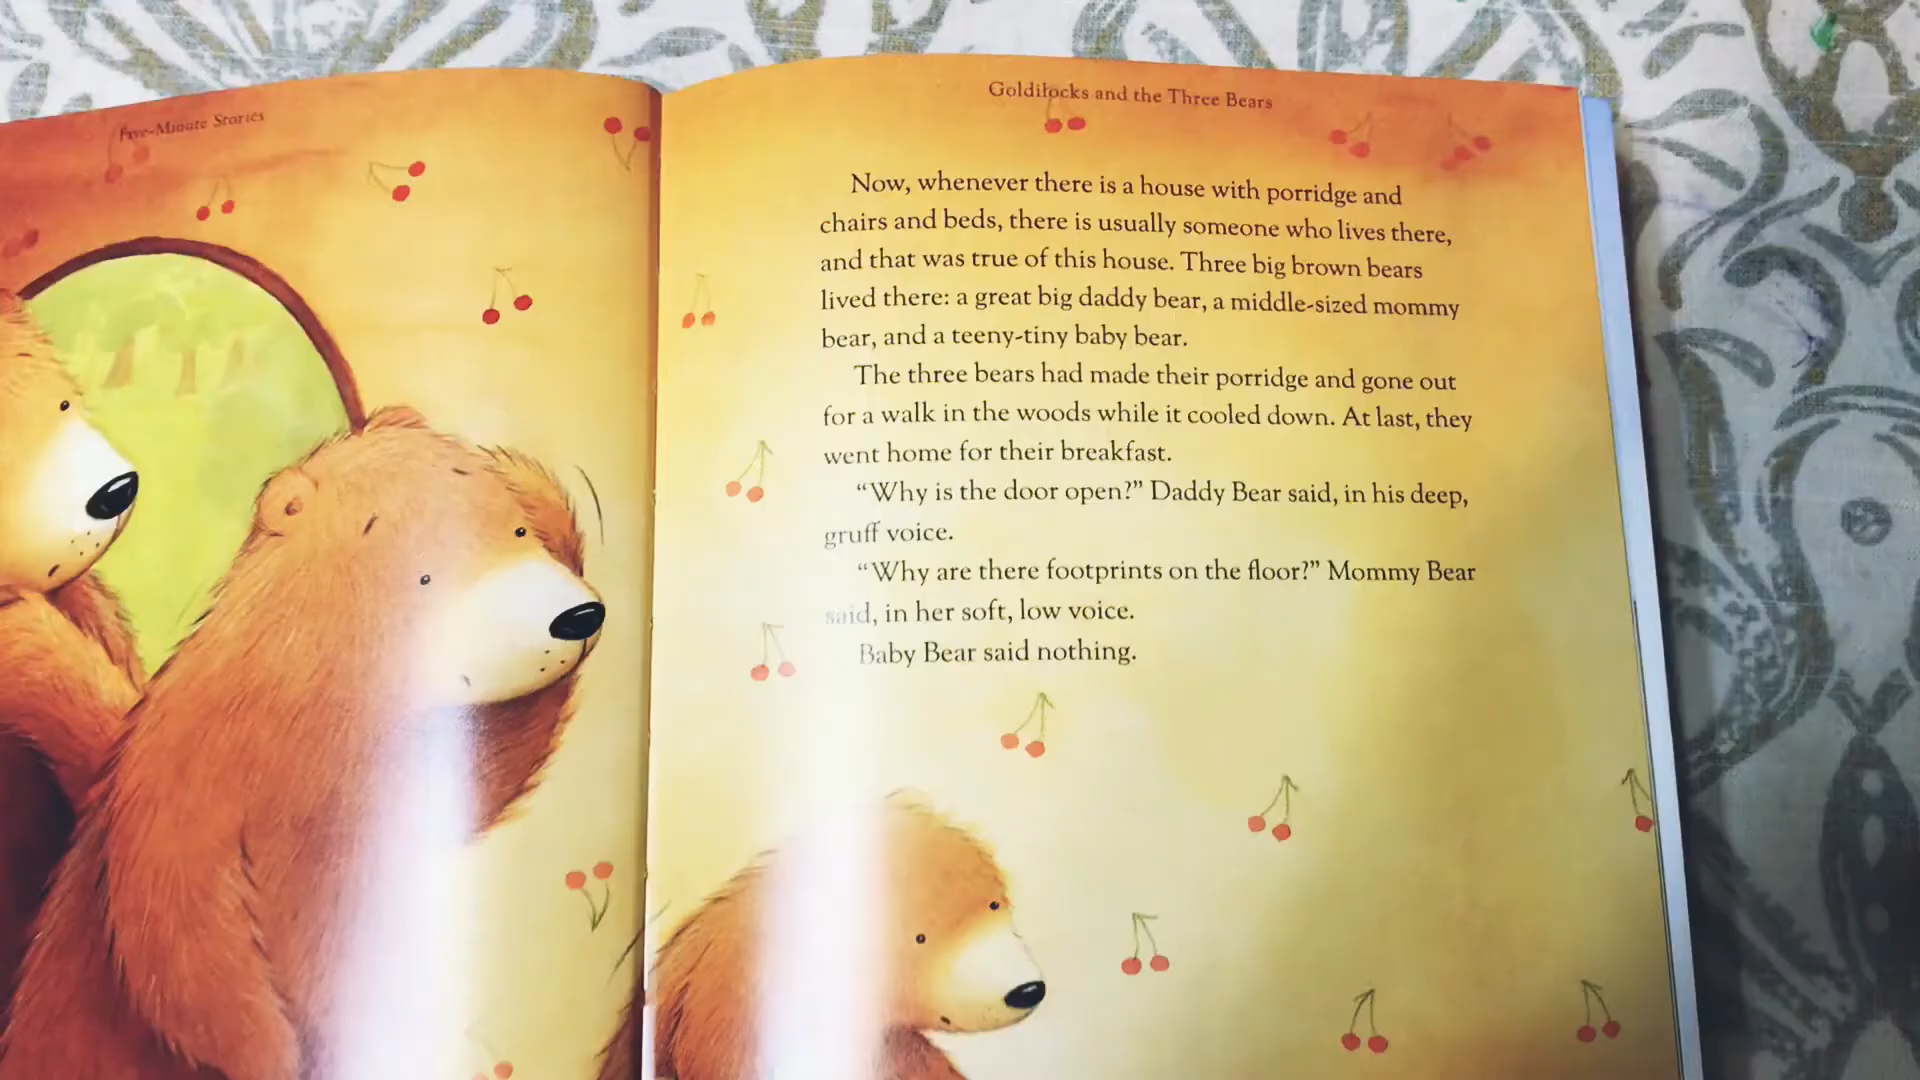 Five-Minute Stories
Goldilocks and the Three Bears
Now, whenever there is a house with porridge and
chairs and beds, there is usually someone who lives there,
and that was true of this house. Three big brown bears
lived there: a great big daddy bear, a middle-sized mommy
bear, and a teeny-tiny baby bear.
The three bears had made their porridge and gone out
for a walk in the woods while it cooled down. At last, they
went home for their breakfast.
“Why is the door open?” Daddy Bear said, in his deep,
gruff voice.
“Why are there footprints on the floor?” Mommy Bear
said, in her soft, low voice.
Baby Bear said nothing.